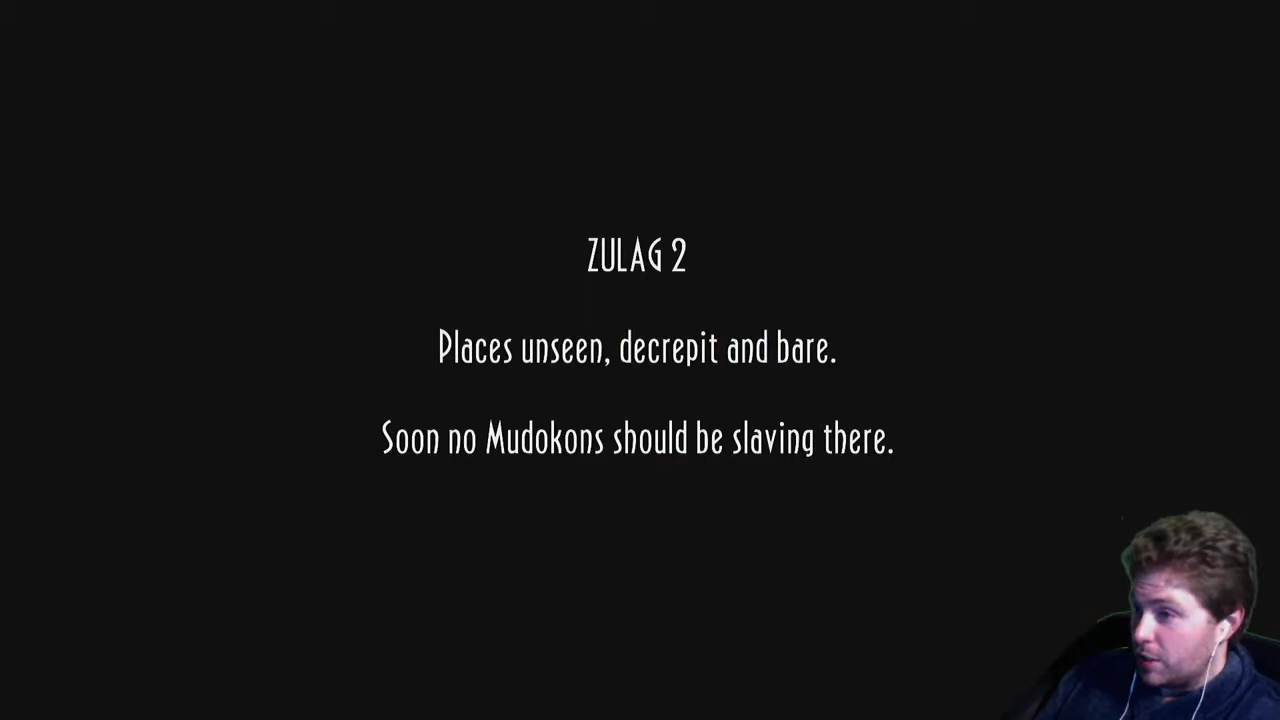 ZULAG 2
Places unseen, decrepit and bare.
Soon no Mudokons should be slaving there.